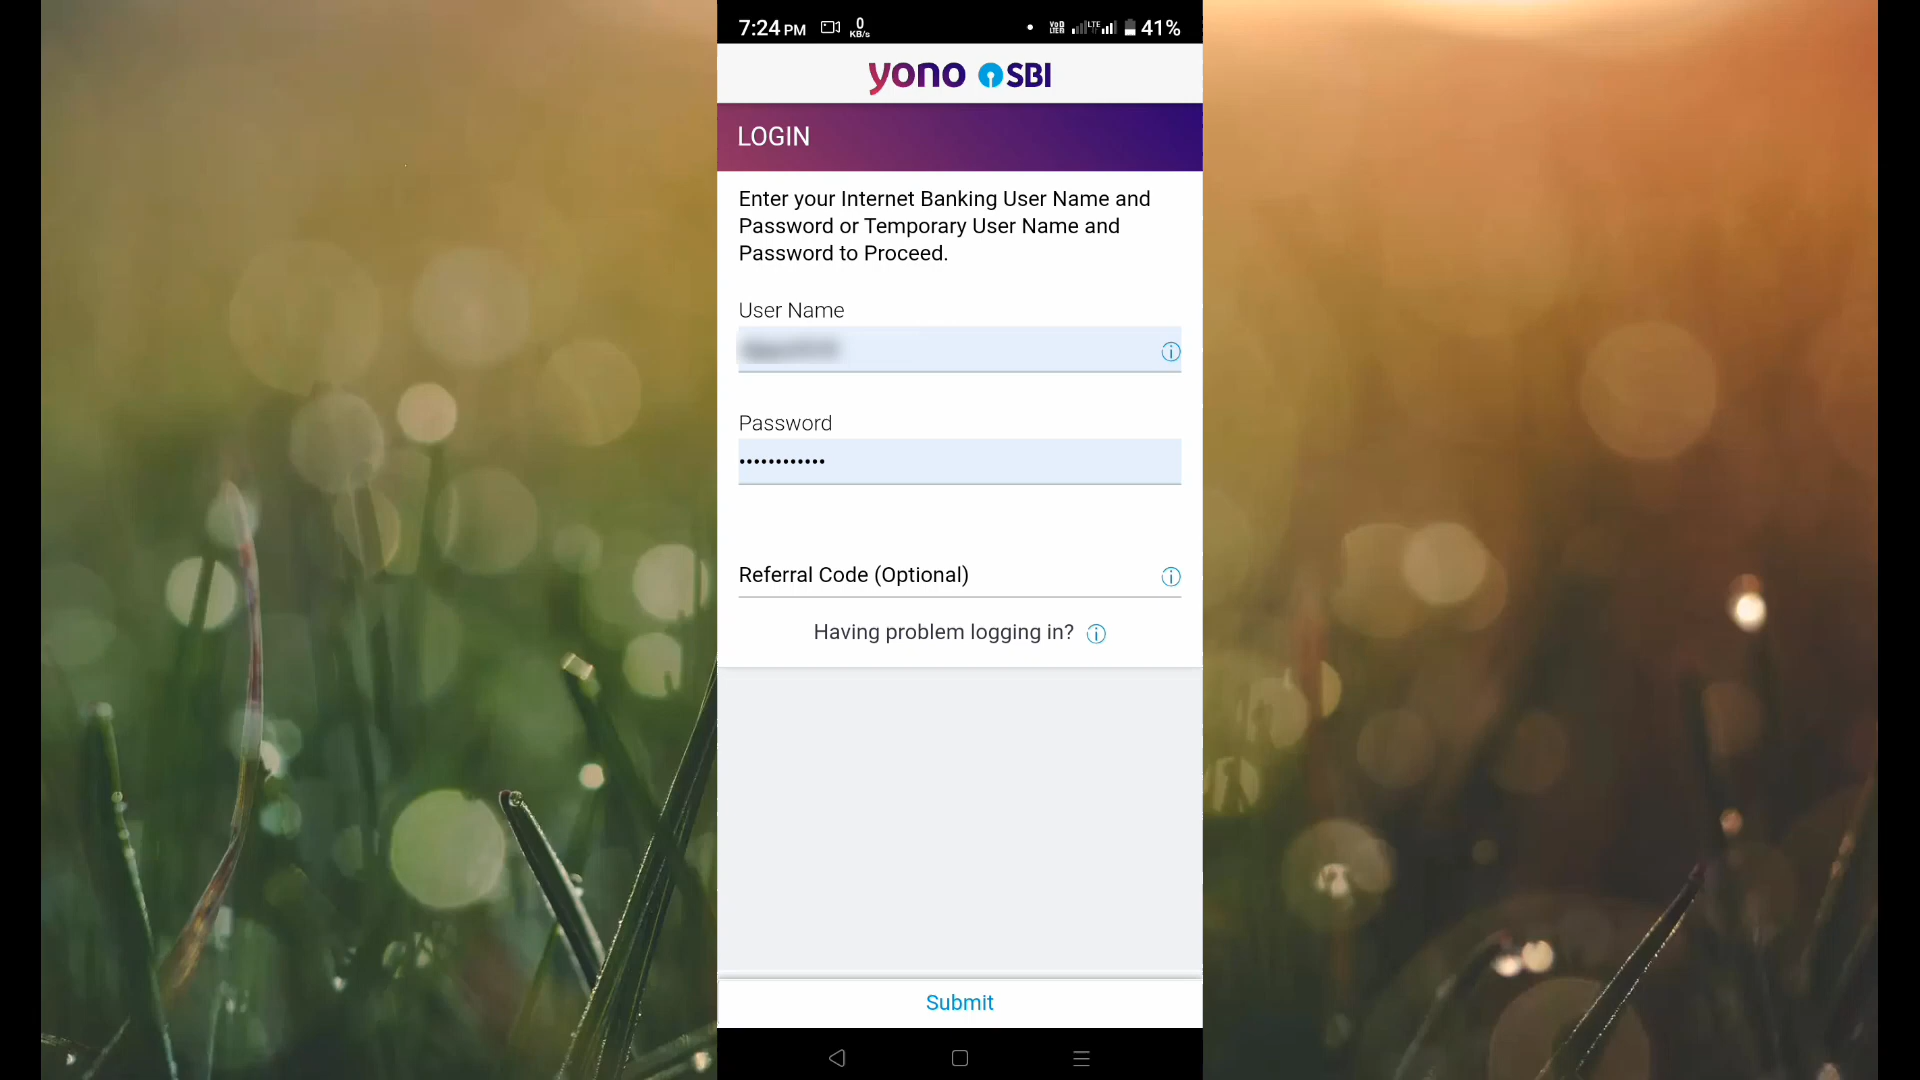 7:24 PM 0 KB/s LTE 41%
yono SBI
LOGIN
Enter your Internet Banking User Name and
Password or Temporary User Name and
Password to Proceed.
User Name
Password
••••••••••••
Referral Code (Optional)
Having problem logging in?
Submit